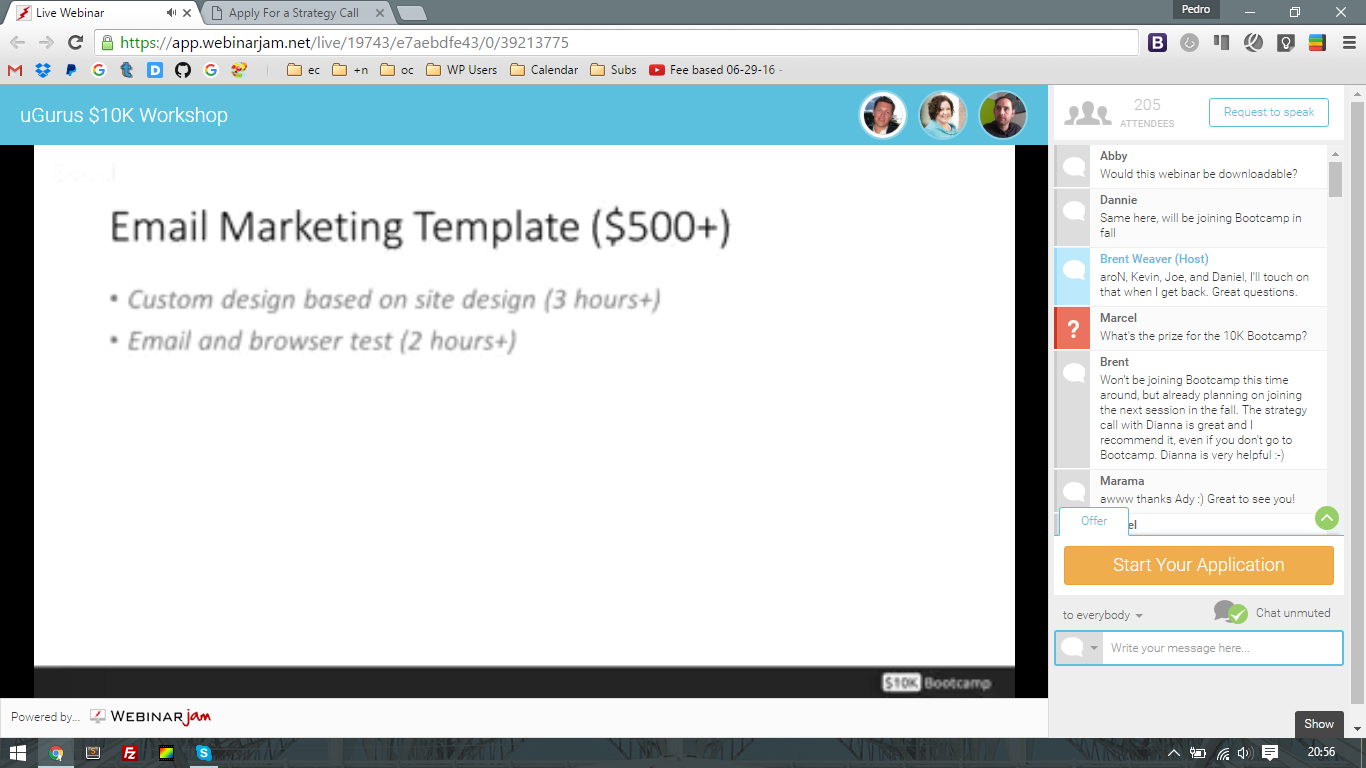 Live Webinar
Apply For a Strategy Call
Pedro
https://app.webinarjam.net/live/19743/e7aebdfe43/0/39213775
ec
+n
oc
WP Users
Calendar
Subs
Fee based 06-29-16 -
uGurus $10K Workshop
Email Marketing Template ($500+)
• Custom design based on site design (3 hours+)
• Email and browser test (2 hours+)
$10K Bootcamp
Powered by... WEBINARjam
205
ATTENDEES
Request to speak
Abby
Would this webinar be downloadable?
Dannie
Same here, will be joining Bootcamp in
fall
Brent Weaver (Host)
aroN, Kevin, Joe, and Daniel, I'll touch on
that when I get back. Great questions.
Marcel
What's the prize for the 10K Bootcamp?
Brent
Won't be joining Bootcamp this time
around, but already planning on joining
the next session in the fall. The strategy
call with Dianna is great and I
recommend it, even if you don't go to
Bootcamp. Dianna is very helpful :-)
Marama
awww thanks Ady :) Great to see you!
Offer
el
Start Your Application
to everybody
Chat unmuted
Write your message here...
Show
20:56